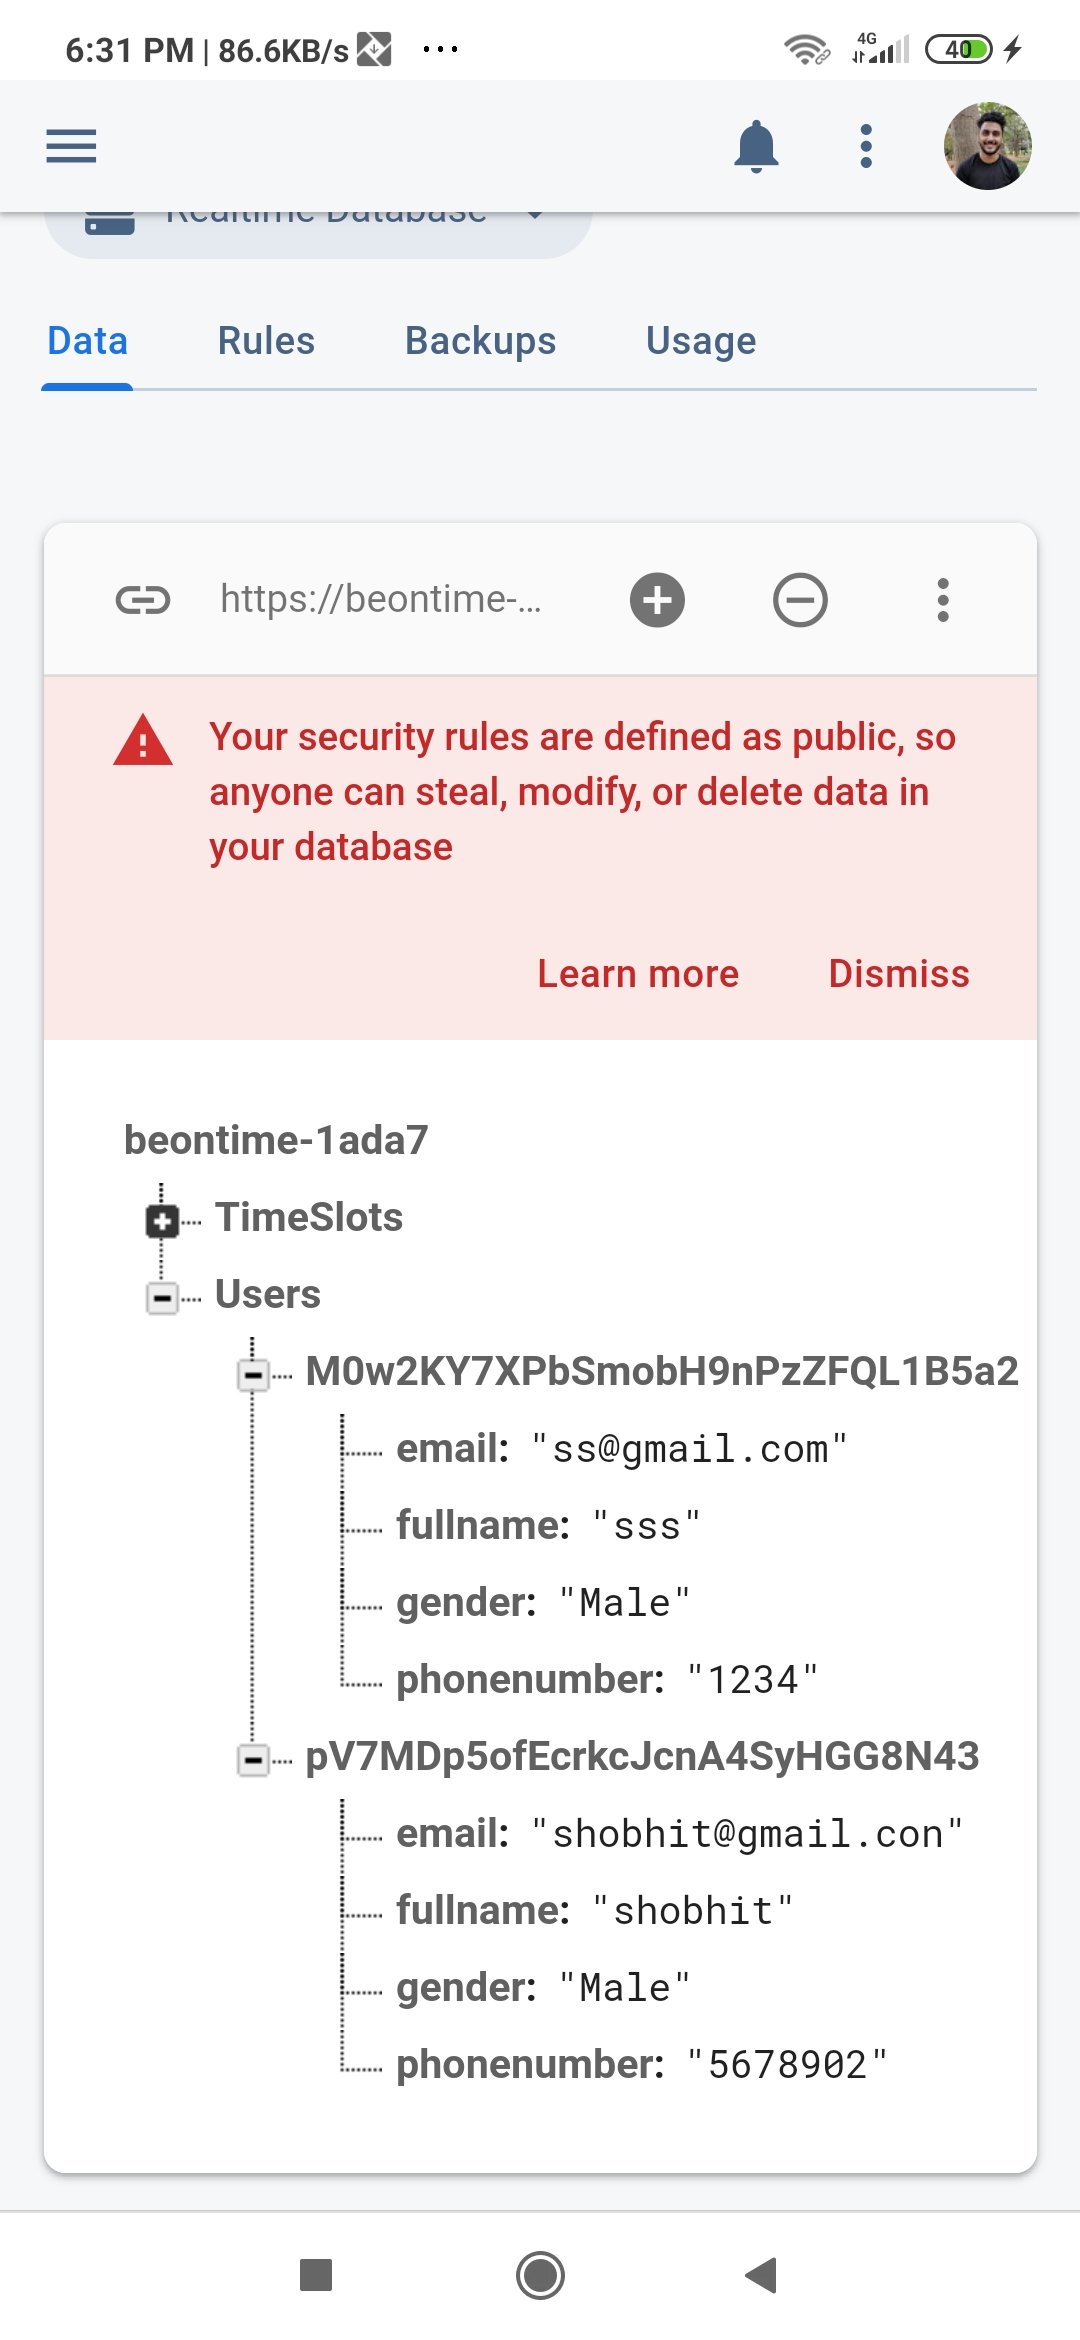 6:31 PM | 86.6KB/s ...
4G
40
Realtime Database
Data Rules Backups Usage
https://beontime-...
Your security rules are defined as public, so
anyone can steal, modify, or delete data in
your database
Learn more Dismiss
beontime-1ada7
TimeSlots
Users
M0w2KY7XPbSmobH9nPzZFQL1B5a2
email: "ss@gmail.com"
fullname: "sss"
gender: "Male"
phonenumber: "1234"
pV7MDp5ofEcrkcJcnA4SyHGG8N43
email: "shobhit@gmail.con"
fullname: "shobhit"
gender: "Male"
phonenumber: "5678902"